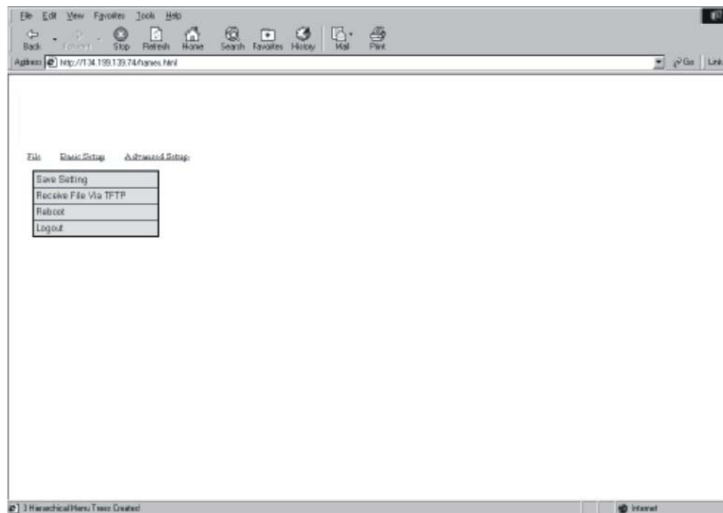 File Edit View Favorites Tools Help
Back Forward Stop Refresh Home Search Favorites History Mail Print
Address http://134.199.139.74/frames.html Go Links
File Basic Setup Advanced Setup
Save Setting
Receive File Via TFTP
Reboot
Logout
3 Hierarchical Menu Trees Created Internet